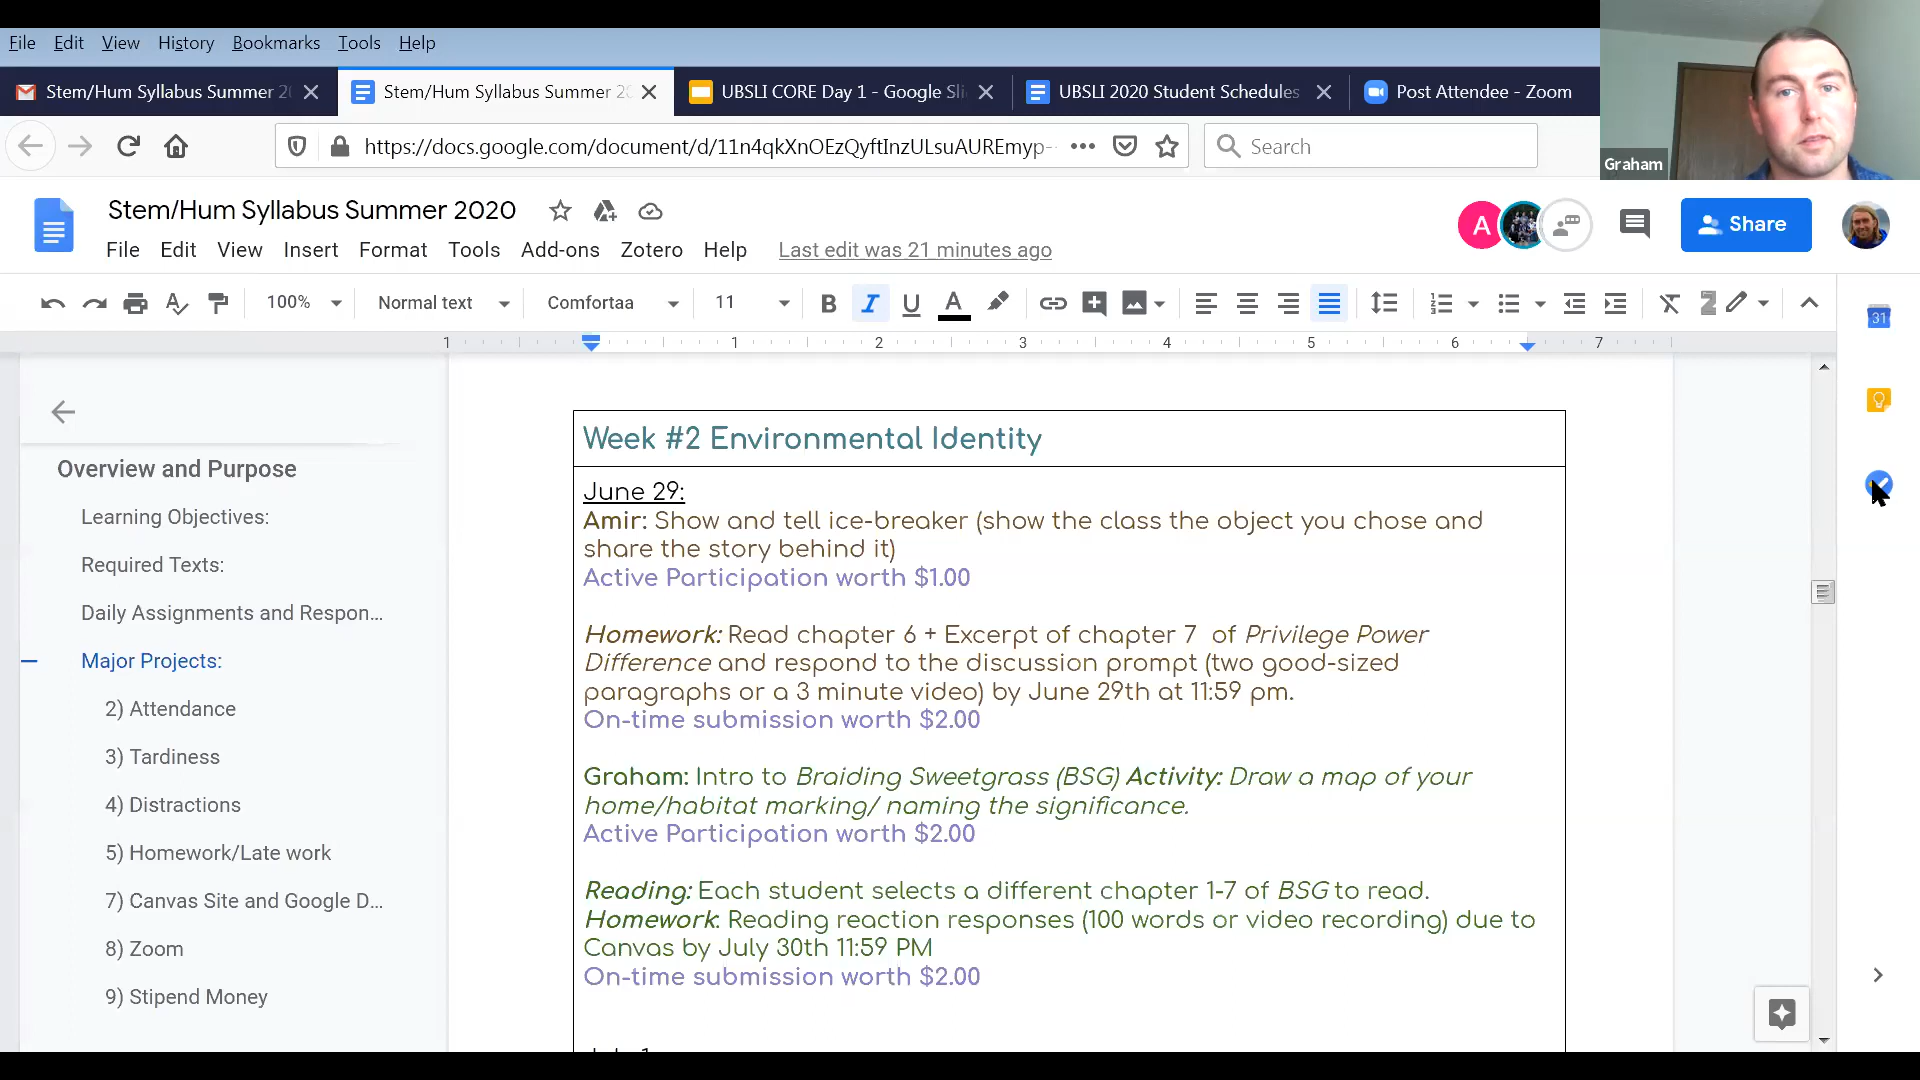 File Edit View History Bookmarks Tools Help
Stem/Hum Syllabus Summer 20
Stem/Hum Syllabus Summer 20
UBSLI CORE Day 1 - Google Sli
UBSLI 2020 Student Schedules
Post Attendee - Zoom
https://docs.google.com/document/d/11n4qkXnOEzQyftInzULsuAUREmyp-
Search
Graham
Stem/Hum Syllabus Summer 2020
A
Share
File Edit View Insert Format Tools Add-ons Zotero Help Last edit was 21 minutes ago
100% Normal text Comfortaa 11 B I U A
31
1 1 2 3 4 5 6 7
Overview and Purpose
Learning Objectives:
Required Texts:
Daily Assignments and Respon...
Major Projects:
2) Attendance
3) Tardiness
4) Distractions
5) Homework/Late work
7) Canvas Site and Google D...
8) Zoom
9) Stipend Money
Week #2 Environmental Identity
June 29:
Amir: Show and tell ice-breaker (show the class the object you chose and
share the story behind it)
Active Participation worth $1.00
Homework: Read chapter 6 + Excerpt of chapter 7 of Privilege Power
Difference and respond to the discussion prompt (two good-sized
paragraphs or a 3 minute video) by June 29th at 11:59 pm.
On-time submission worth $2.00
Graham: Intro to Braiding Sweetgrass (BSG) Activity: Draw a map of your
home/habitat marking/ naming the significance.
Active Participation worth $2.00
Reading: Each student selects a different chapter 1-7 of BSG to read.
Homework: Reading reaction responses (100 words or video recording) due to
Canvas by July 30th 11:59 PM
On-time submission worth $2.00